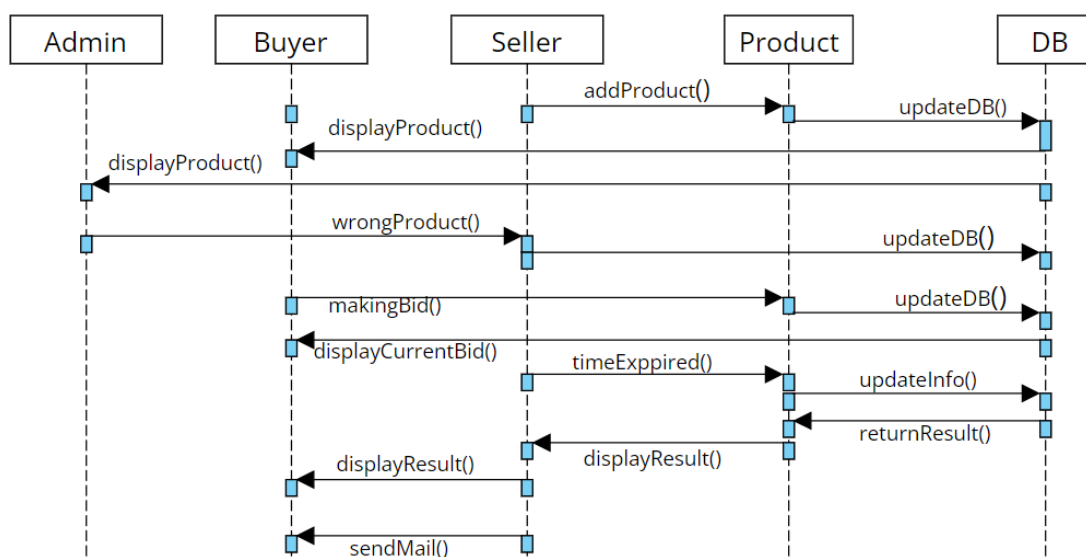 Admin
Buyer
Seller
Product
DB
addProduct()
updateDB()
displayProduct()
displayProduct()
wrongProduct()
updateDB()
makingBid()
updateDB()
displayCurrentBid()
timeExppired()
updateInfo()
returnResult()
displayResult()
displayResult()
sendMail()